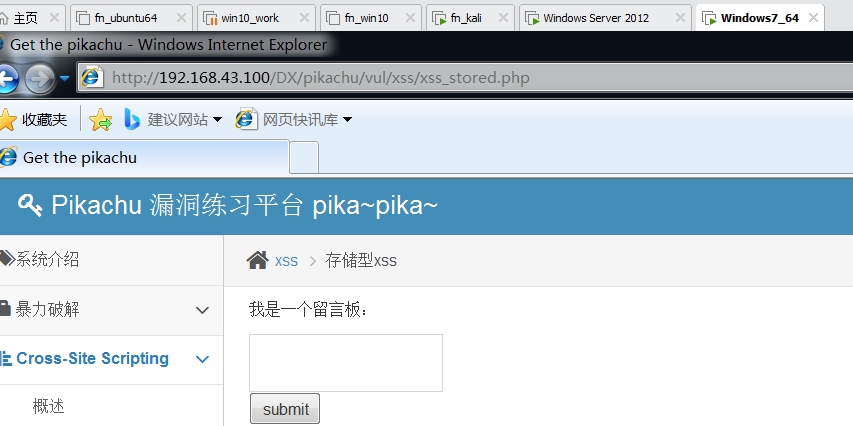 主页 fn_ubuntu64 win10_work fn_win10 fn_kali Windows Server 2012 Windows7_64
Get the pikachu - Windows Internet Explorer
http://192.168.43.100/DX/pikachu/vul/xss/xss_stored.php
收藏夹 建议网站 网页快讯库
Get the pikachu
Pikachu 漏洞练习平台 pika~pika~
系统介绍
xss 存储型xss
暴力破解
我是一个留言板：
Cross-Site Scripting
概述
submit